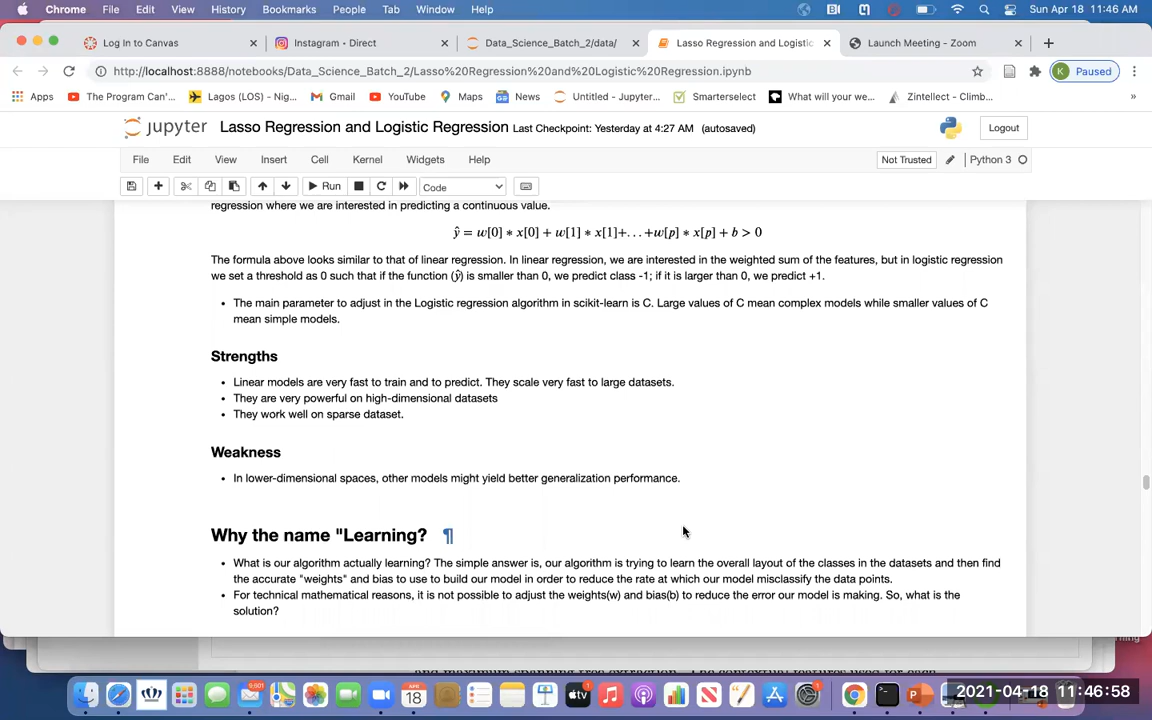 Chrome File Edit View History Bookmarks People Tab Window Help Sun Apr 18 11:46 AM
Log In to Canvas Instagram • Direct Data_Science_Batch_2/data/ Lasso Regression and Logistic Launch Meeting - Zoom
http://localhost:8888/notebooks/Data_Science_Batch_2/Lasso%20Regression%20and%20Logistic%20Regression.ipynb K Paused
Apps The Program Can'... Lagos (LOS) - Nig... Gmail YouTube Maps News Untitled - Jupyter... Smarterselect What will your we... Zintellect - Climb... »
jupyter Lasso Regression and Logistic Regression Last Checkpoint: Yesterday at 4:27 AM (autosaved) Logout
File Edit View Insert Cell Kernel Widgets Help Not Trusted Python 3
Run Code
regression where we are interested in predicting a continuous value.
ŷ = w[0] * x[0] + w[1] * x[1]+. . . +w[p] * x[p] + b > 0
The formula above looks similar to that of linear regression. In linear regression, we are interested in the weighted sum of the features, but in logistic regression
we set a threshold as 0 such that if the function (ŷ) is smaller than 0, we predict class -1; if it is larger than 0, we predict +1.
• The main parameter to adjust in the Logistic regression algorithm in scikit-learn is C. Large values of C mean complex models while smaller values of C
mean simple models.
Strengths
• Linear models are very fast to train and to predict. They scale very fast to large datasets.
• They are very powerful on high-dimensional datasets
• They work well on sparse dataset.
Weakness
• In lower-dimensional spaces, other models might yield better generalization performance.
Why the name "Learning? ¶
• What is our algorithm actually learning? The simple answer is, our algorithm is trying to learn the overall layout of the classes in the datasets and then find
the accurate "weights" and bias to use to build our model in order to reduce the rate at which our model misclassify the data points.
• For technical mathematical reasons, it is not possible to adjust the weights(w) and bias(b) to reduce the error our model is making. So, what is the
solution?
9,001 18 tv
2021-04-18 11:46:58